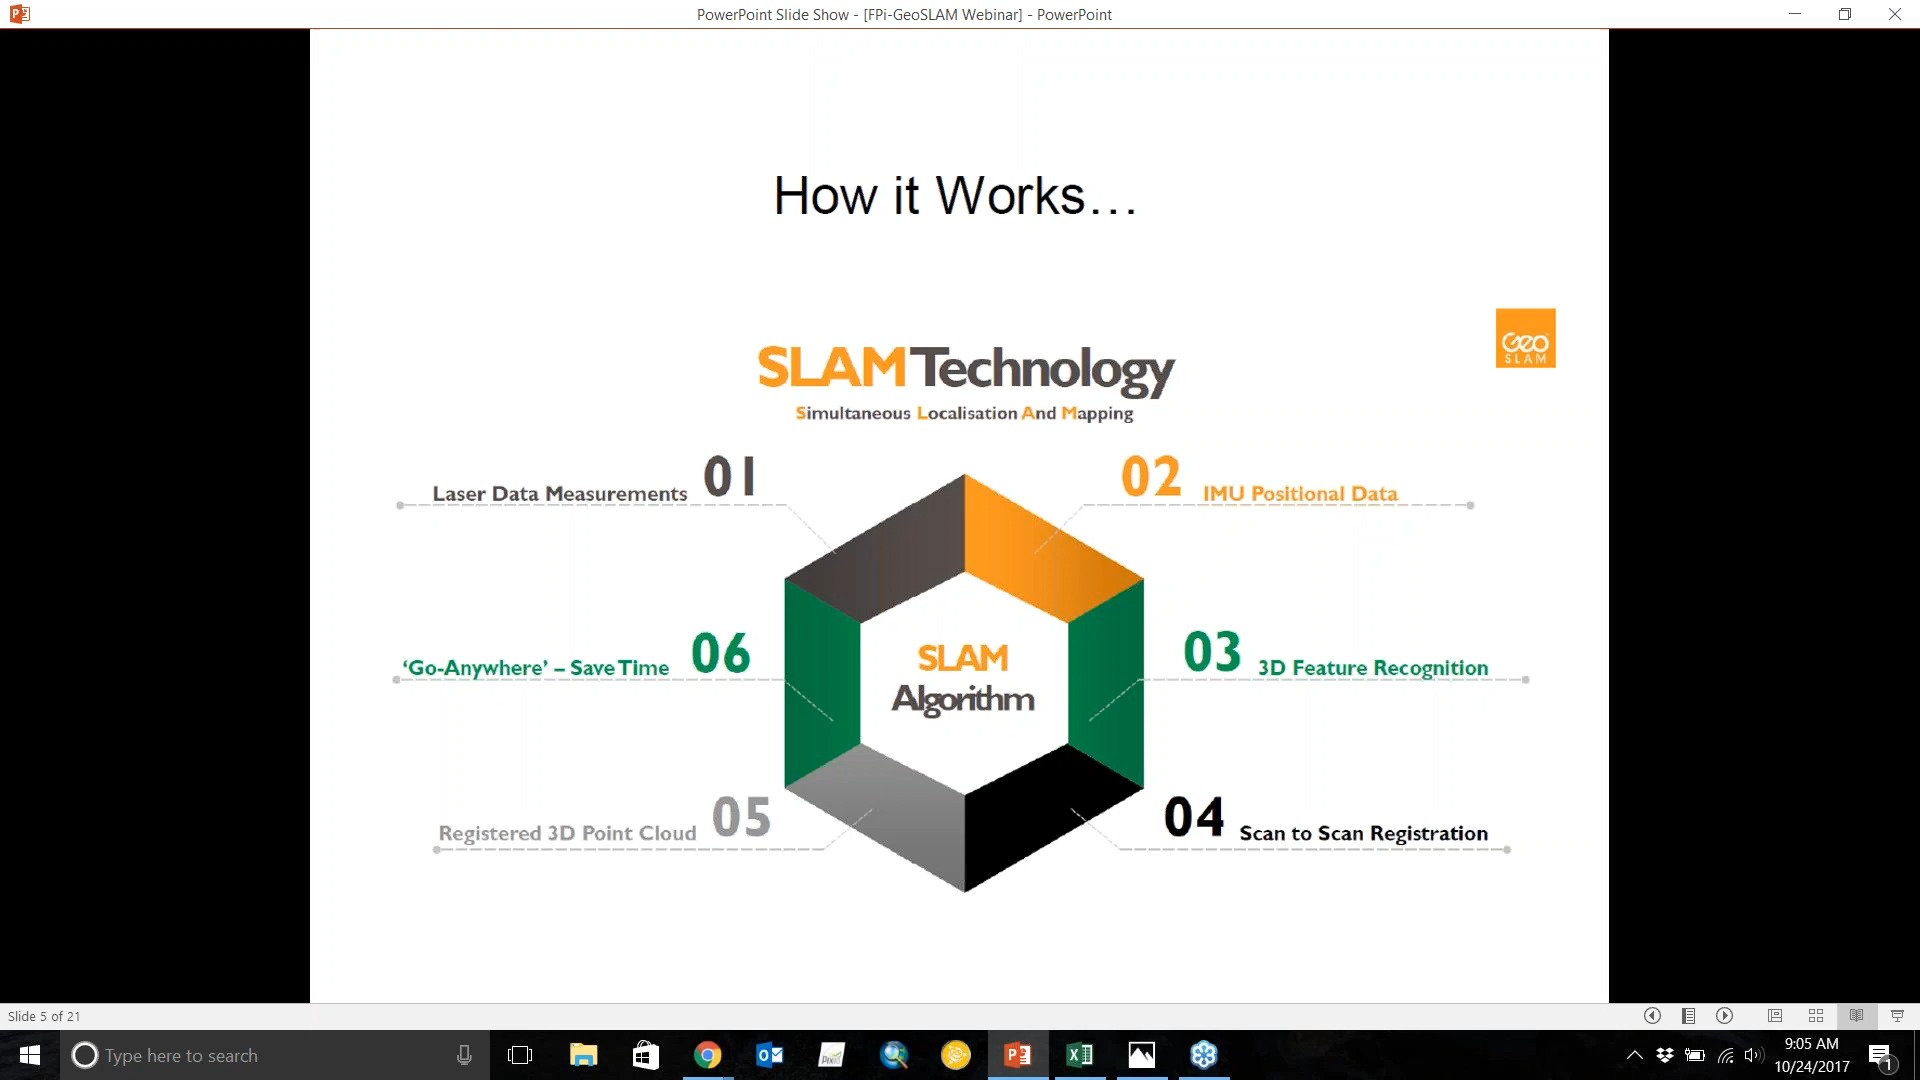 PowerPoint Slide Show - [FPi-GeoSLAM Webinar] - PowerPoint
How it Works…
Geo
SLAM
SLAMTechnology
Simultaneous Localisation And Mapping
Laser Data Measurements 01
02 IMU Positional Data
‘Go-Anywhere’ – Save Time 06
03 3D Feature Recognition
SLAM
Algorithm
Registered 3D Point Cloud 05
04 Scan to Scan Registration
Slide 5 of 21
Type here to search
9:05 AM
10/24/2017
1